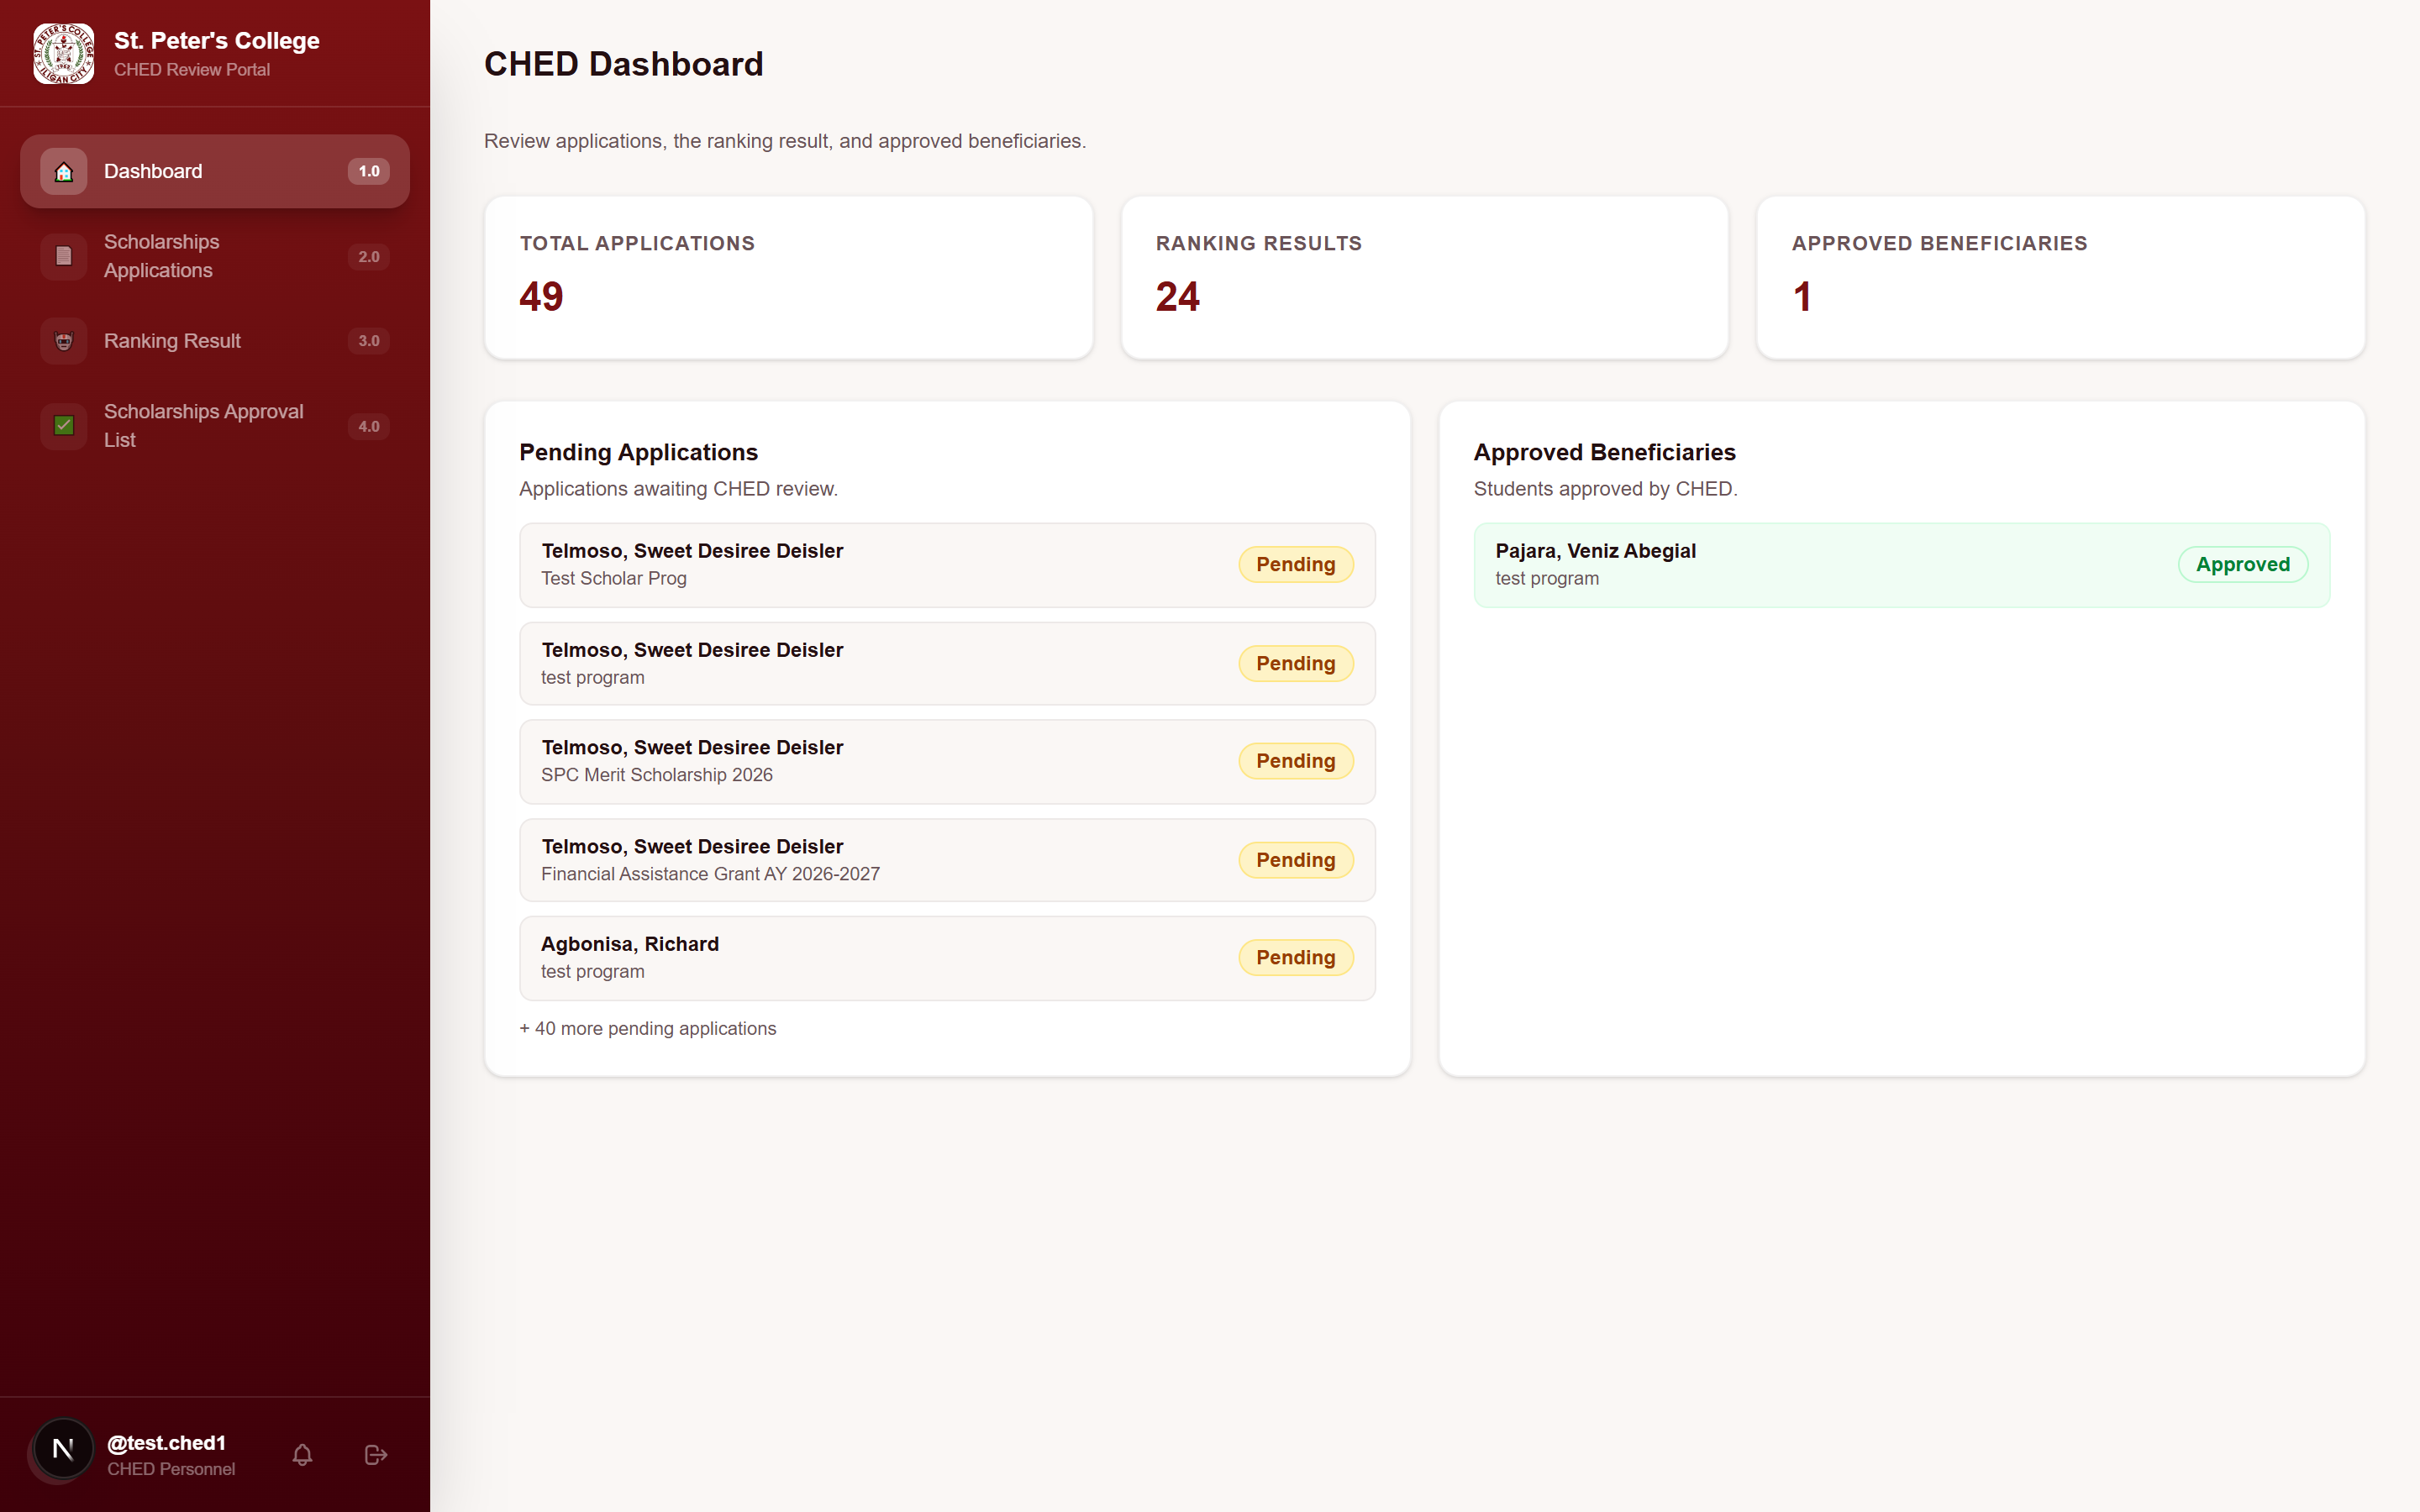 ST. PETER'S COLLEGE
ILIGAN CITY
St. Peter's College
CHED Review Portal
Dashboard
1.0
Scholarships
Applications
2.0
Ranking Result
3.0
Scholarships Approval
List
4.0
N
@test.ched1
CHED Personnel
CHED Dashboard
Review applications, the ranking result, and approved beneficiaries.
TOTAL APPLICATIONS
49
RANKING RESULTS
24
APPROVED BENEFICIARIES
1
Pending Applications
Applications awaiting CHED review.
Telmoso, Sweet Desiree Deisler
Test Scholar Prog
Pending
Telmoso, Sweet Desiree Deisler
test program
Pending
Telmoso, Sweet Desiree Deisler
SPC Merit Scholarship 2026
Pending
Telmoso, Sweet Desiree Deisler
Financial Assistance Grant AY 2026-2027
Pending
Agbonisa, Richard
test program
Pending
+ 40 more pending applications
Approved Beneficiaries
Students approved by CHED.
Pajara, Veniz Abegial
test program
Approved